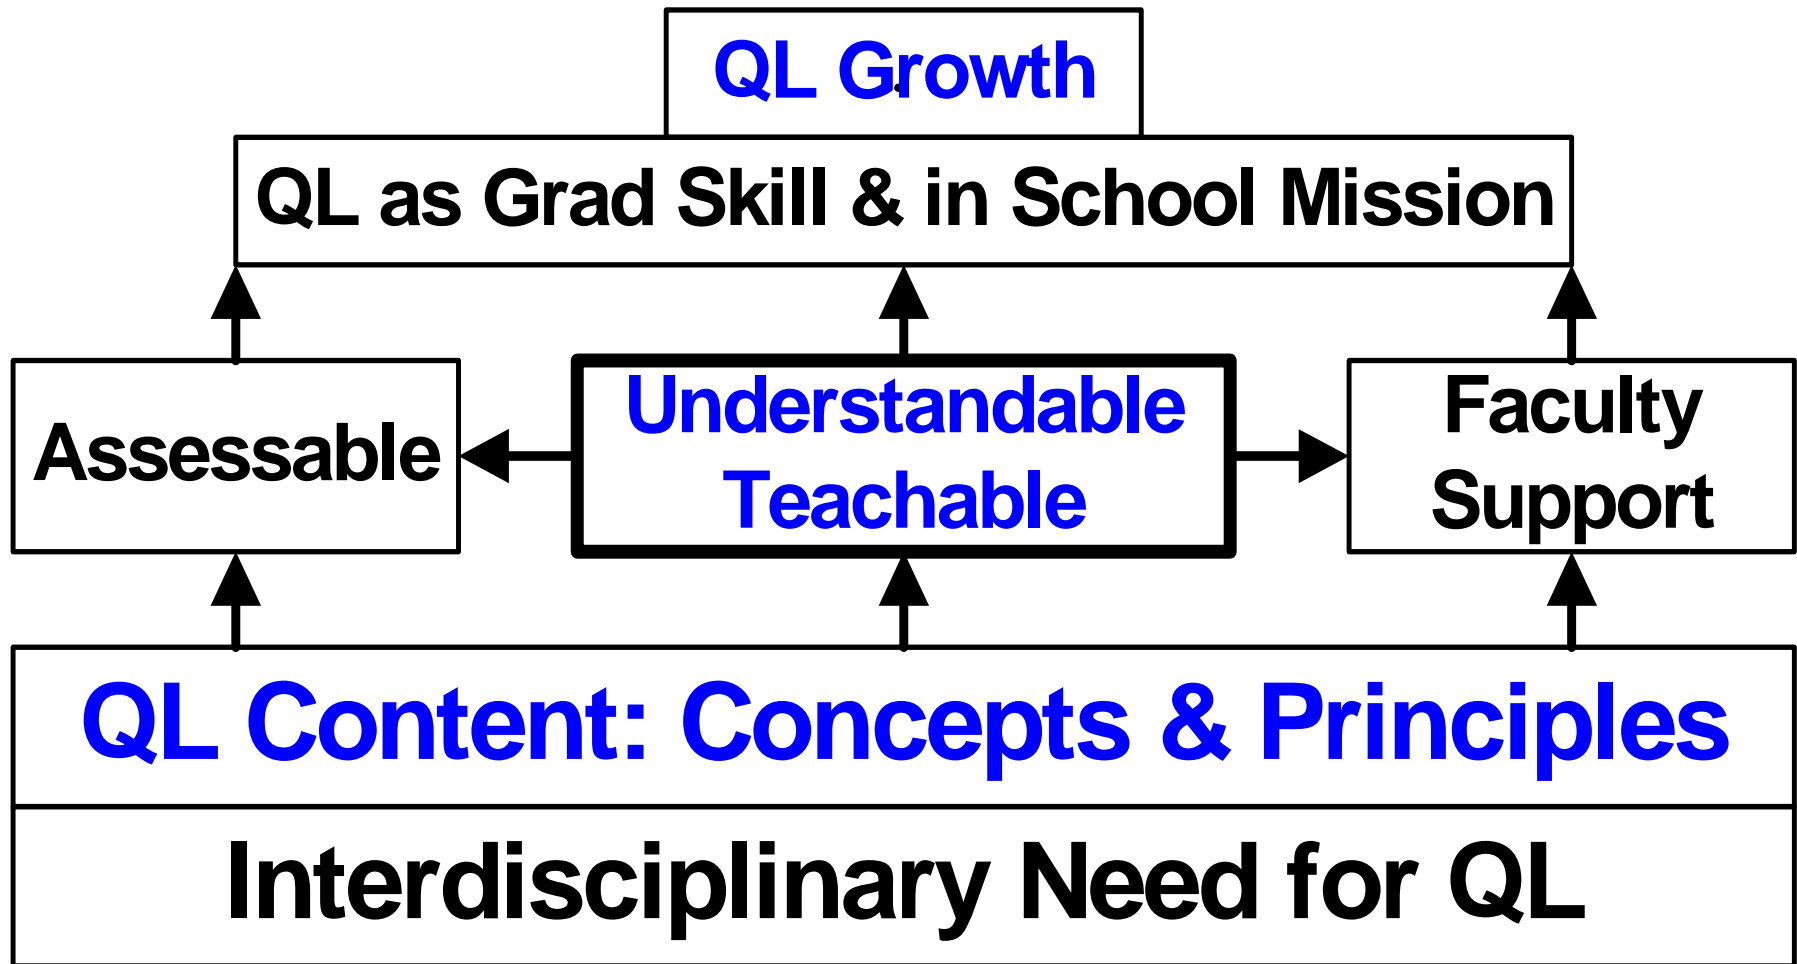 QL Growth
QL as Grad Skill & in School Mission
Assessable
Understandable
Teachable
Faculty
Support
QL Content: Concepts & Principles
Interdisciplinary Need for QL